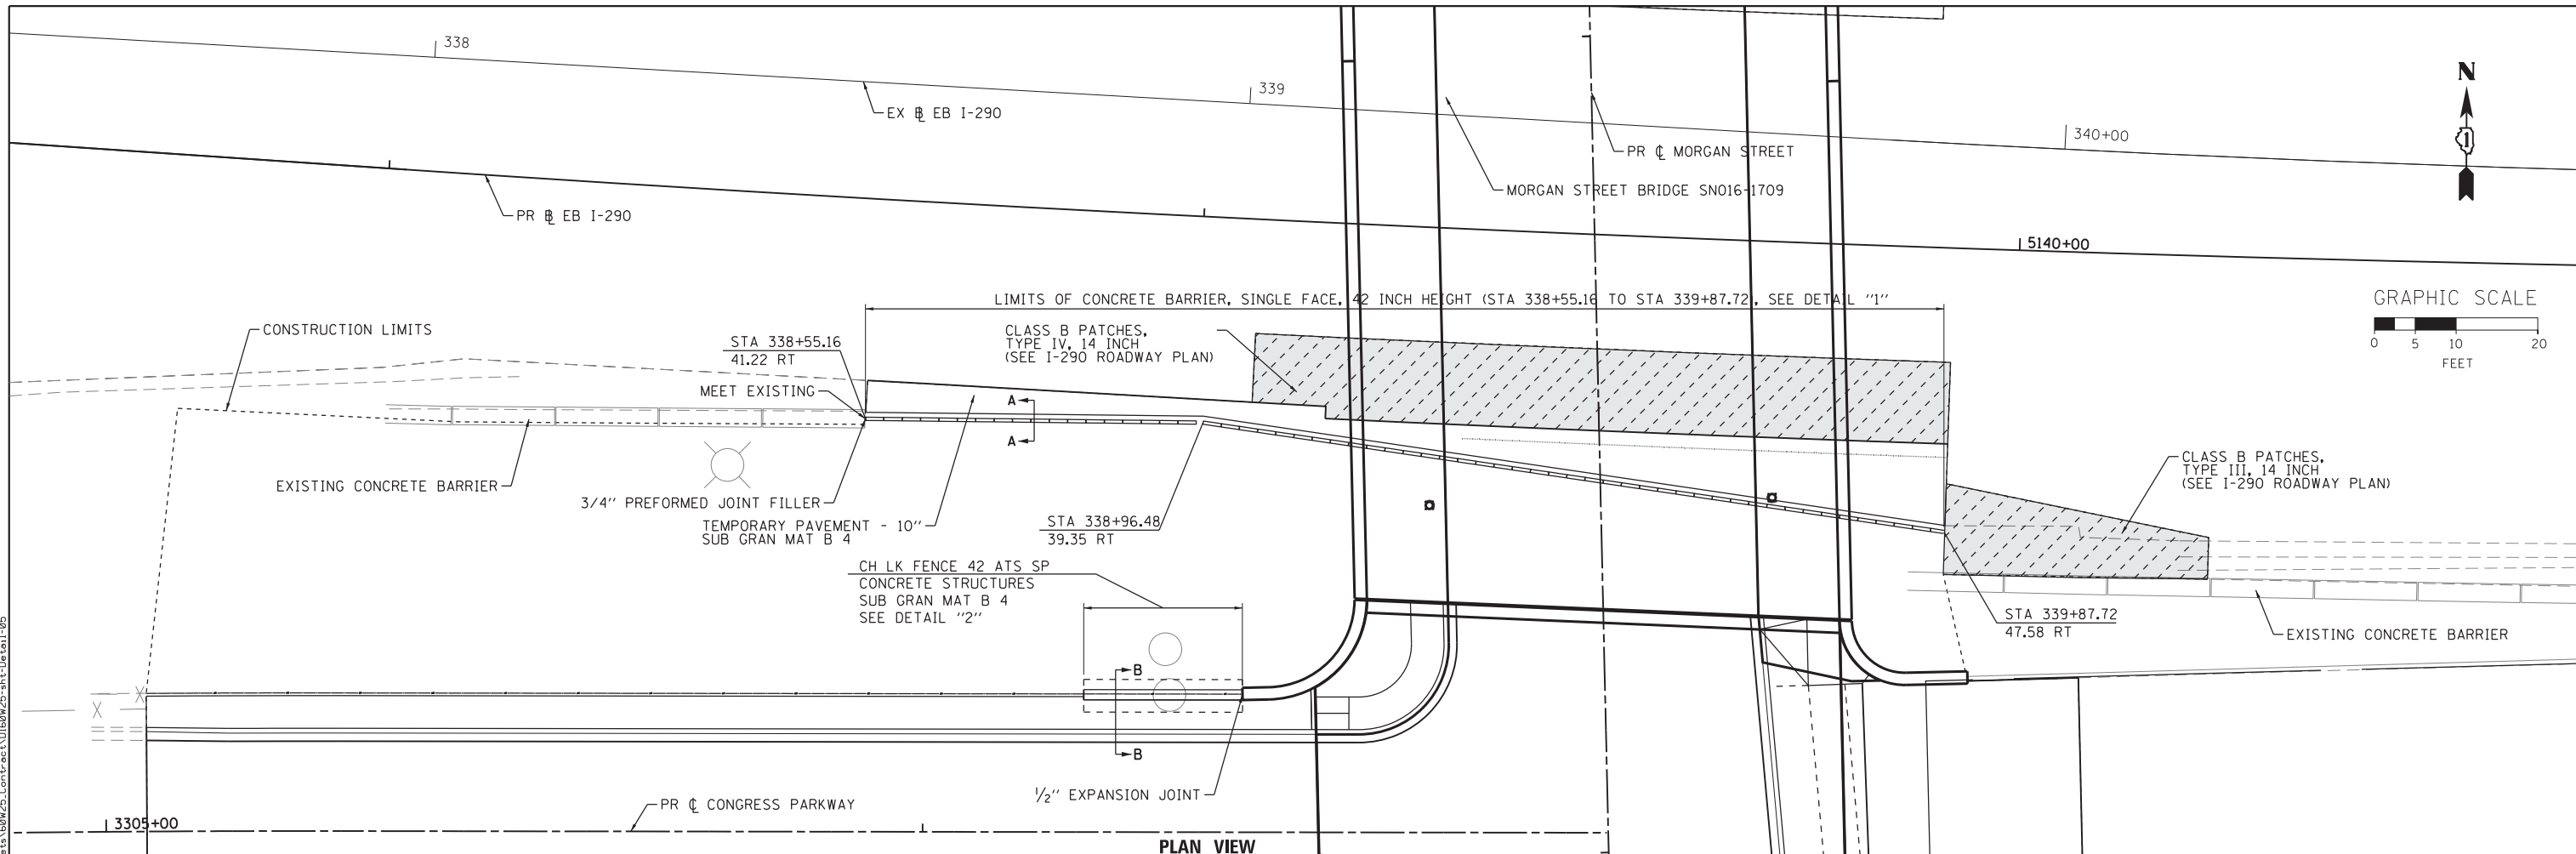 338
339
340+00
N
1
EX ␢ EB I-290
PR ℄ MORGAN STREET
MORGAN STREET BRIDGE SN016-1709
PR ␢ EB I-290
5140+00
GRAPHIC SCALE
0 5 10 20
FEET
LIMITS OF CONCRETE BARRIER, SINGLE FACE, 42 INCH HEIGHT (STA 338+55.16 TO STA 339+87.72), SEE DETAIL "1"
CONSTRUCTION LIMITS
STA 338+55.16
41.22 RT
CLASS B PATCHES,
TYPE IV, 14 INCH
(SEE I-290 ROADWAY PLAN)
MEET EXISTING
A
A
EXISTING CONCRETE BARRIER
3/4" PREFORMED JOINT FILLER
TEMPORARY PAVEMENT - 10"
SUB GRAN MAT B 4
STA 338+96.48
39.35 RT
CLASS B PATCHES,
TYPE III, 14 INCH
(SEE I-290 ROADWAY PLAN)
CH LK FENCE 42 ATS SP
CONCRETE STRUCTURES
SUB GRAN MAT B 4
SEE DETAIL "2"
STA 339+87.72
47.58 RT
EXISTING CONCRETE BARRIER
B
B
1/2" EXPANSION JOINT
PR ℄ CONGRESS PARKWAY
3305+00
PLAN VIEW